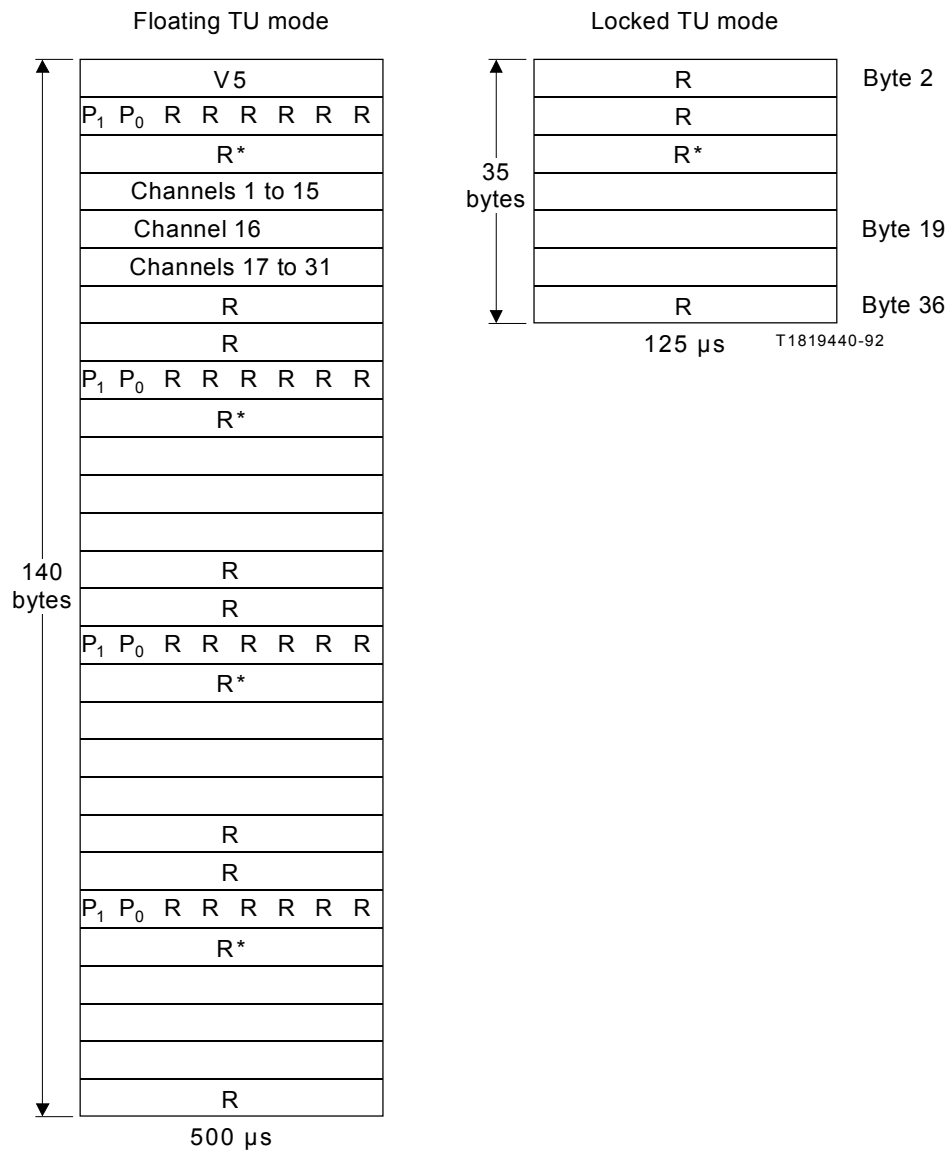 Floating TU mode
V5
P1 P0 R R R R R R
R*
Channels 1 to 15
Channel 16
Channels 17 to 31
R
R
P1 P0 R R R R R R
R*
R
R
P1 P0 R R R R R R
R*
R
R
P1 P0 R R R R R R
R*
R
140
bytes
500 µs
Locked TU mode
R
R
R*
R
35
bytes
Byte 2
Byte 19
Byte 36
125 µs
T1819440-92